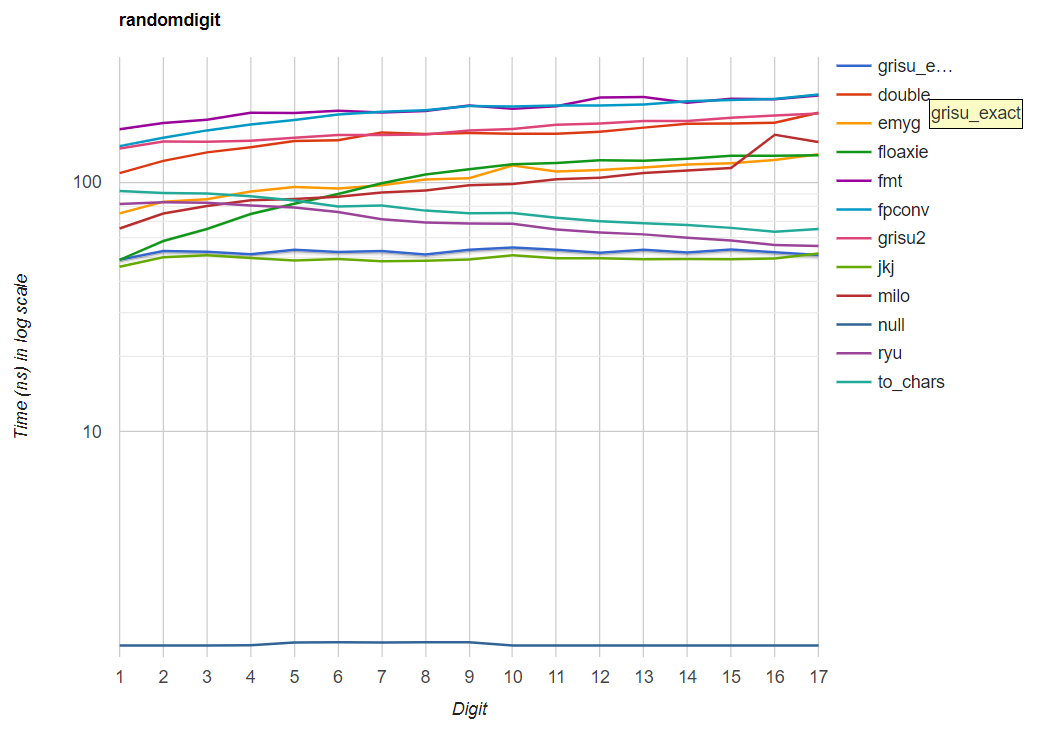 randomdigit
grisu_e…
double_
grisu_exact
emyg
floaxie
fmt
fpconv
grisu2
jkj
milo
null
ryu
to_chars
100
10
Time (ns) in log scale
1 2 3 4 5 6 7 8 9 10 11 12 13 14 15 16 17
Digit